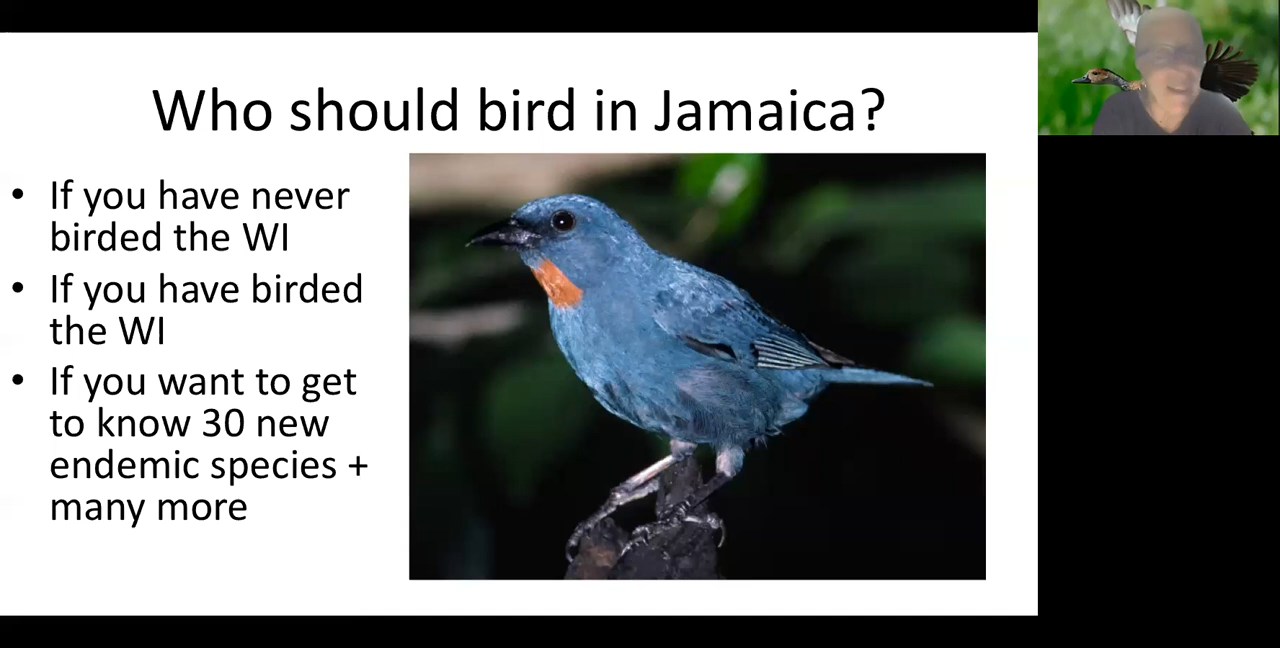 Who should bird in Jamaica?
• If you have never
birded the WI
• If you have birded
the WI
• If you want to get
to know 30 new
endemic species +
many more